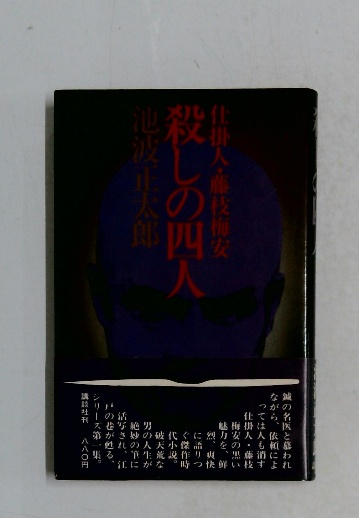 仕掛人・藤枝梅安
殺しの四人
池波正太郎
鍼の名医と慕われ
ながら、依頼によ
っては人も消す
仕掛人・藤枝
梅安の黒い
魅力を、鮮
烈、爽快
に語りつ
ぐ傑作時
代小説。
破天荒な
男の人生が
絶妙の筆に
活写され、江
戸の巷が甦る、
シリーズ第一集。
講談社刊
八八〇円